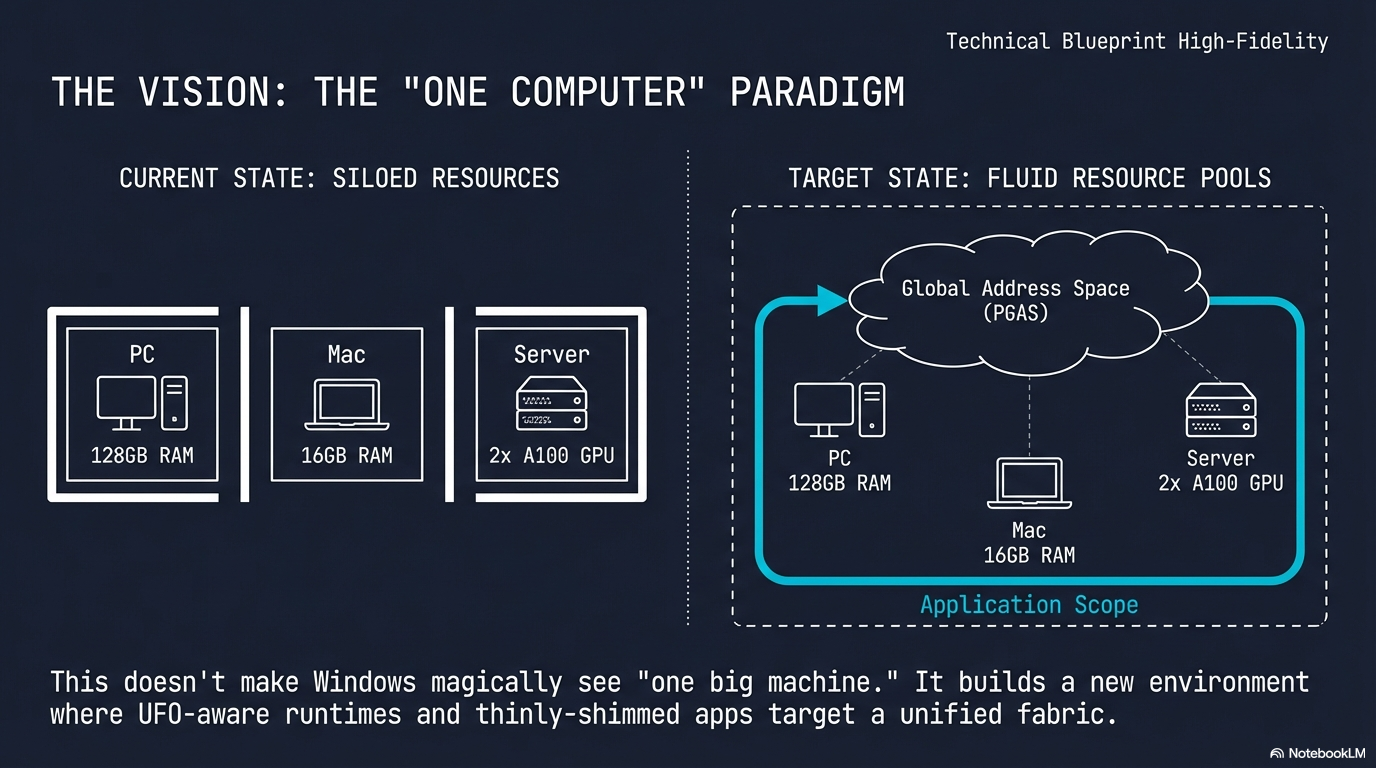 Technical Blueprint High-Fidelity
THE VISION: THE "ONE COMPUTER" PARADIGM
CURRENT STATE: SILOED RESOURCES
PC
128GB RAM
Mac
16GB RAM
Server
2x A100 GPU
TARGET STATE: FLUID RESOURCE POOLS
Global Address Space
(PGAS)
PC
128GB RAM
Mac
16GB RAM
Server
2x A100 GPU
Application Scope
This doesn't make Windows magically see "one big machine." It builds a new environment
where UFO-aware runtimes and thinly-shimmed apps target a unified fabric.
NotebookLM